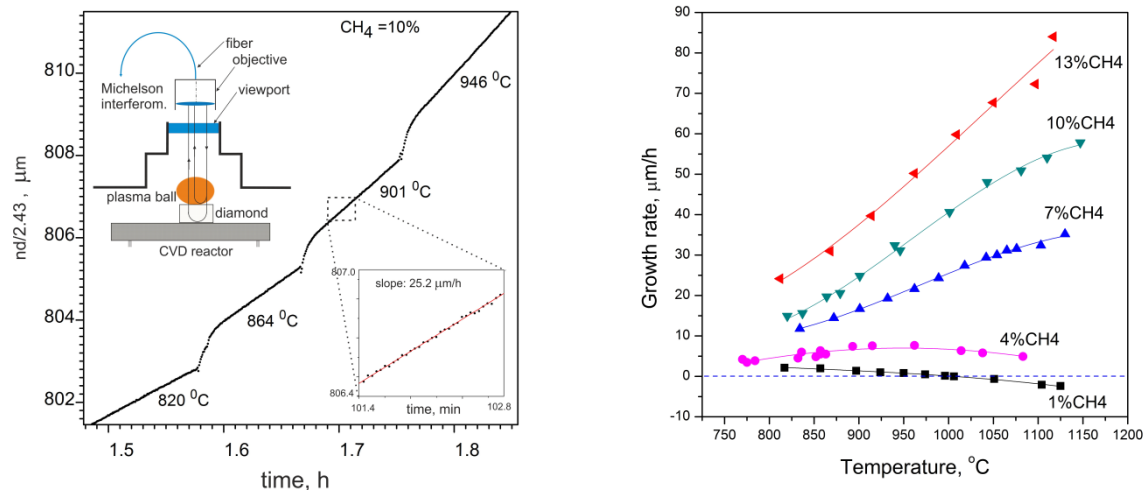 CH4 =10%
fiber
objective
Michelson
interferom.
viewport
plasma ball
diamond
CVD reactor
946 ⁰C
901 ⁰C
864 ⁰C
820 ⁰C
slope: 25.2 μm/h
807.0
806.4
101.4
102.8
time, min
nd/2.43, μm
810
808
806
804
802
1.5
1.6
1.7
1.8
time, h
Growth rate, μm/h
90
80
70
60
50
40
30
20
10
0
-10
13%CH4
10%CH4
7%CH4
4%CH4
1%CH4
750
800
850
900
950
1000
1050
1100
1150
1200
Temperature, °C